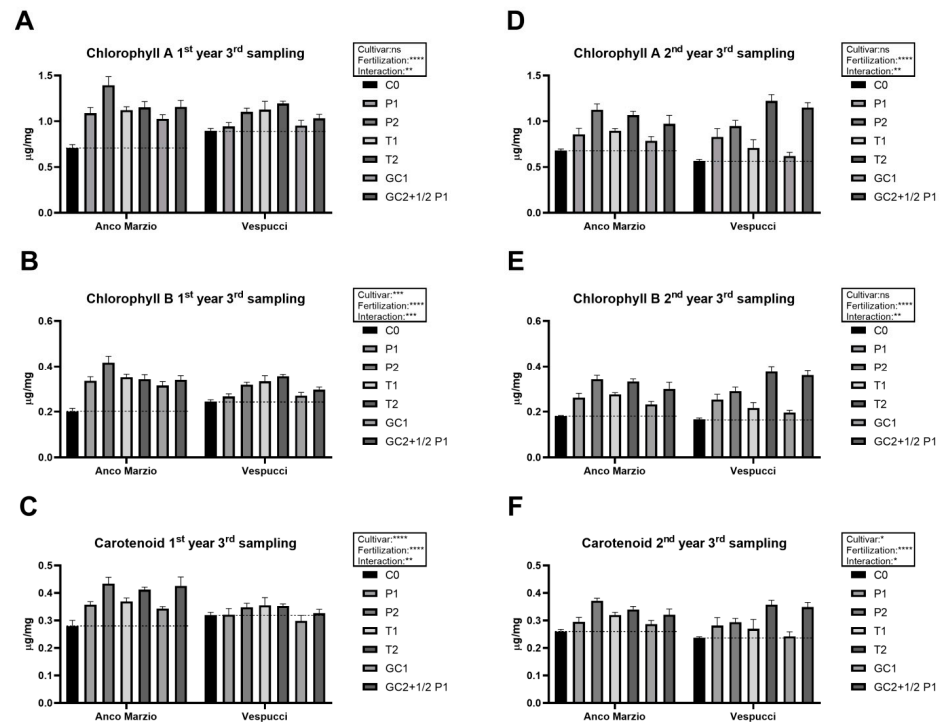 A
Chlorophyll A 1st year 3rd sampling
Cultivar:ns
Fertilization:****
Interaction:**
µg/mg
1.5
1.0
0.5
0.0
Anco Marzio
Vespucci
C0
P1
P2
T1
T2
GC1
GC2+1/2 P1
D
Chlorophyll A 2nd year 3rd sampling
Cultivar:ns
Fertilization:****
Interaction:**
µg/mg
1.5
1.0
0.5
0.0
Anco Marzio
Vespucci
C0
P1
P2
T1
T2
GC1
GC2+1/2 P1
B
Chlorophyll B 1st year 3rd sampling
Cultivar:***
Fertilization:****
Interaction:***
µg/mg
0.6
0.4
0.2
0.0
Anco Marzio
Vespucci
C0
P1
P2
T1
T2
GC1
GC2+1/2 P1
E
Chlorophyll B 2nd year 3rd sampling
Cultivar:ns
Fertilization:****
Interaction:**
µg/mg
0.6
0.4
0.2
0.0
Anco Marzio
Vespucci
C0
P1
P2
T1
T2
GC1
GC2+1/2 P1
C
Carotenoid 1st year 3rd sampling
Cultivar:****
Fertilization:****
Interaction:**
µg/mg
0.5
0.4
0.3
0.2
0.1
0.0
Anco Marzio
Vespucci
C0
P1
P2
T1
T2
GC1
GC2+1/2 P1
F
Carotenoid 2nd year 3rd sampling
Cultivar:*
Fertilization:****
Interaction:*
µg/mg
0.5
0.4
0.3
0.2
0.1
0.0
Anco Marzio
Vespucci
C0
P1
P2
T1
T2
GC1
GC2+1/2 P1